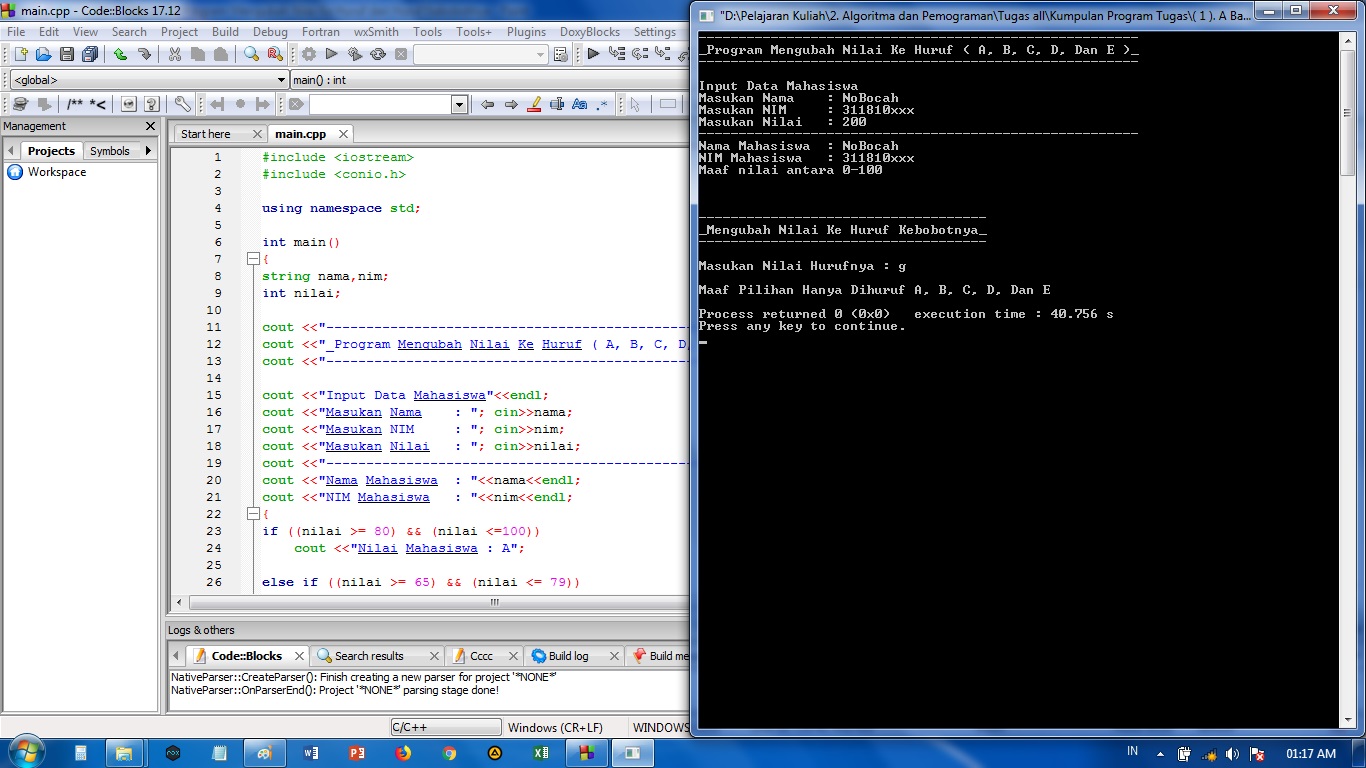 main.cpp - Code::Blocks 17.12
File Edit View Search Project Build Debug Fortran wxSmith Tools Tools+ Plugins DoxyBlocks Settings
<global>
main() : int
/** *<
Aa .*
Management
Projects Symbols
Workspace
Start here main.cpp
1 #include <iostream>
2 #include <conio.h>
3
4 using namespace std;
5
6 int main()
7 {
8 string nama,nim;
9 int nilai;
10
11 cout <<"----------------------------------------------
12 cout <<"_Program Mengubah Nilai Ke Huruf ( A, B, C, D,
13 cout <<"----------------------------------------------
14
15 cout <<"Input Data Mahasiswa"<<endl;
16 cout <<"Masukan Nama    : "; cin>>nama;
17 cout <<"Masukan NIM     : "; cin>>nim;
18 cout <<"Masukan Nilai   : "; cin>>nilai;
19 cout <<"----------------------------------------------
20 cout <<"Nama Mahasiswa  : "<<nama<<endl;
21 cout <<"NIM Mahasiswa   : "<<nim<<endl;
22 {
23 if ((nilai >= 80) && (nilai <=100))
24     cout <<"Nilai Mahasiswa : A";
25
26 else if ((nilai >= 65) && (nilai <= 79))
Logs & others
Code::Blocks Search results Cccc Build log Build me
NativeParser::CreateParser(): Finish creating a new parser for project '*NONE*'
NativeParser::OnParserEnd(): Project '*NONE*' parsing stage done!
C/C++ Windows (CR+LF) WINDOWS
"D:\Pelajaran Kuliah\2. Algoritma dan Pemograman\Tugas all\Kumpulan Program Tugas\( 1 ). A Ba...
-------------------------------------------------------
_Program Mengubah Nilai Ke Huruf ( A, B, C, D, Dan E )_
-------------------------------------------------------
Input Data Mahasiswa
Masukan Nama    : NoBocah
Masukan NIM     : 311810xxx
Masukan Nilai   : 200
-------------------------------------------------------
Nama Mahasiswa  : NoBocah
NIM Mahasiswa   : 311810xxx
Maaf nilai antara 0-100
------------------------------------
_Mengubah Nilai Ke Huruf Kebobotnya_
------------------------------------
Masukan Nilai Hurufnya : g
Maaf Pilihan Hanya Dihuruf A, B, C, D, Dan E
Process returned 0 (0x0)   execution time : 40.756 s
Press any key to continue.
IN 01:17 AM